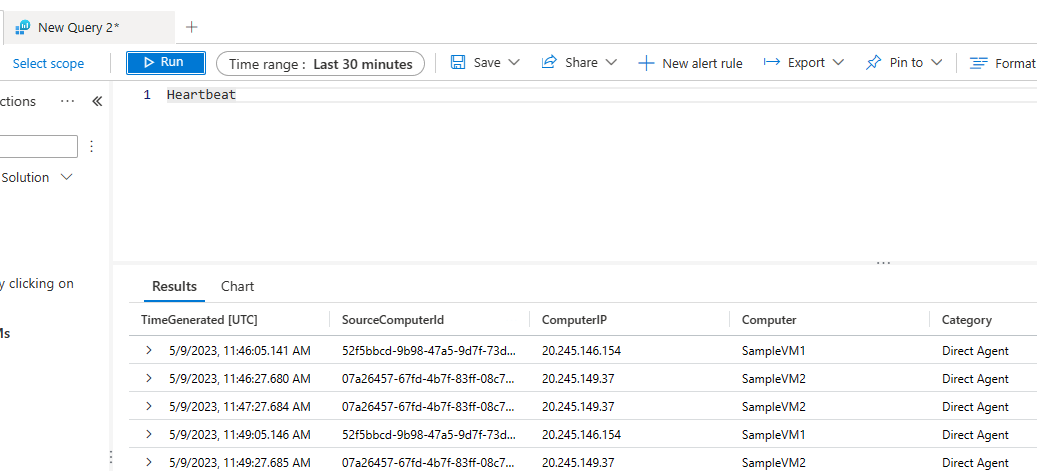 New Query 2*
Select scope Run Time range : Last 30 minutes Save Share New alert rule Export Pin to Format
ctions ··· «
1 Heartbeat
Solution
y clicking on
Ms
Results Chart
TimeGenerated [UTC] SourceComputerId ComputerIP Computer Category
5/9/2023, 11:46:05.141 AM 52f5bbcd-9b98-47a5-9d7f-73d... 20.245.146.154 SampleVM1 Direct Agent
5/9/2023, 11:46:27.680 AM 07a26457-67fd-4b7f-83ff-08c7... 20.245.149.37 SampleVM2 Direct Agent
5/9/2023, 11:47:27.684 AM 07a26457-67fd-4b7f-83ff-08c7... 20.245.149.37 SampleVM2 Direct Agent
5/9/2023, 11:49:05.146 AM 52f5bbcd-9b98-47a5-9d7f-73d... 20.245.146.154 SampleVM1 Direct Agent
5/9/2023, 11:49:27.685 AM 07a26457-67fd-4b7f-83ff-08c7... 20.245.149.37 SampleVM2 Direct Agent